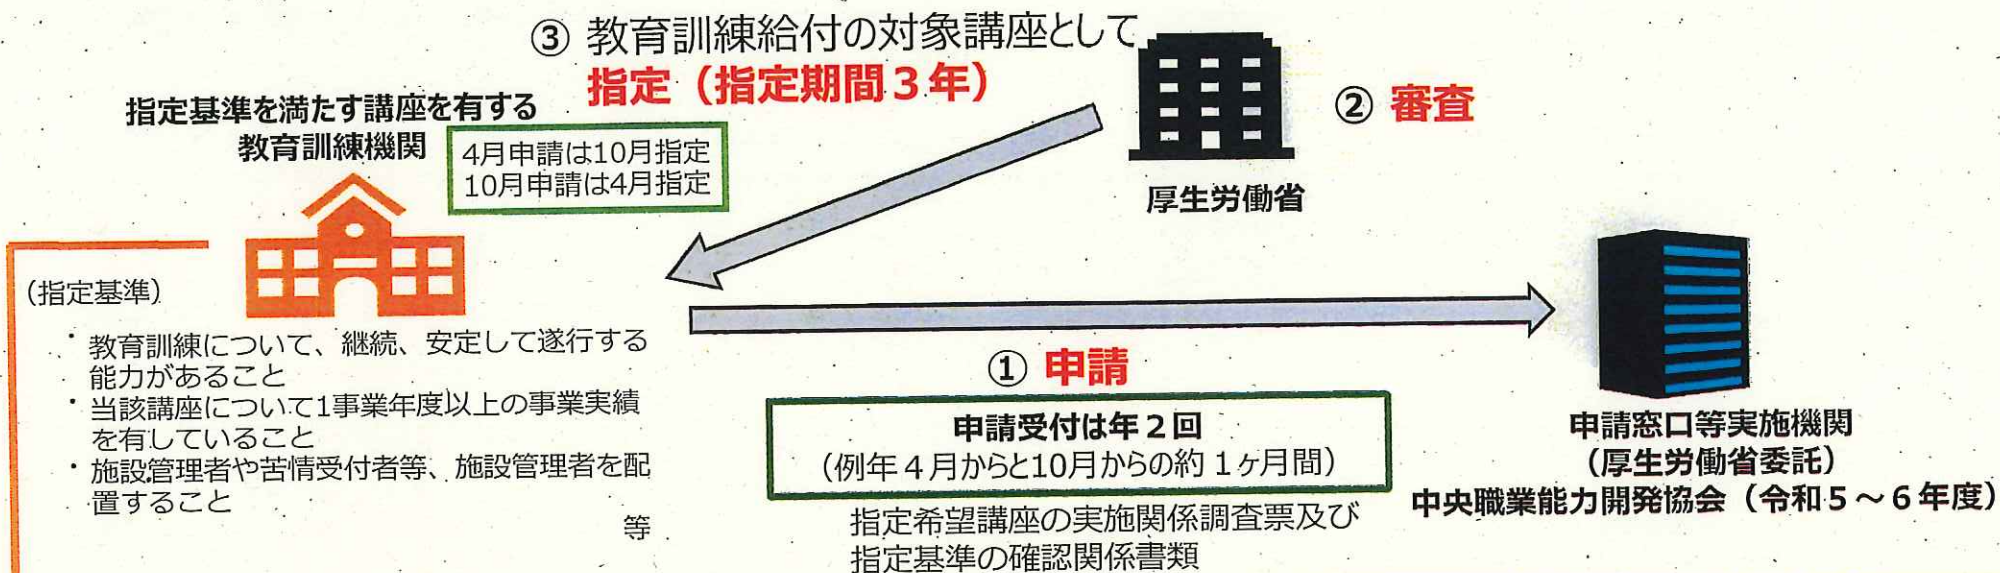 ③ 教育訓練給付の対象講座として
指定（指定期間３年）
指定基準を満たす講座を有する
教育訓練機関
4月申請は10月指定
10月申請は4月指定
② 審査
厚生労働省
（指定基準）
・教育訓練について、継続、安定して遂行する
能力があること
・当該講座について1事業年度以上の事業実績
を有していること
・施設管理者や苦情受付者等、施設管理者を配
置すること
等
① 申請
申請受付は年２回
（例年４月からと10月からの約１ヶ月間）
指定希望講座の実施関係調査票及び
指定基準の確認関係書類
申請窓口等実施機関
（厚生労働省委託）
中央職業能力開発協会（令和５～６年度）